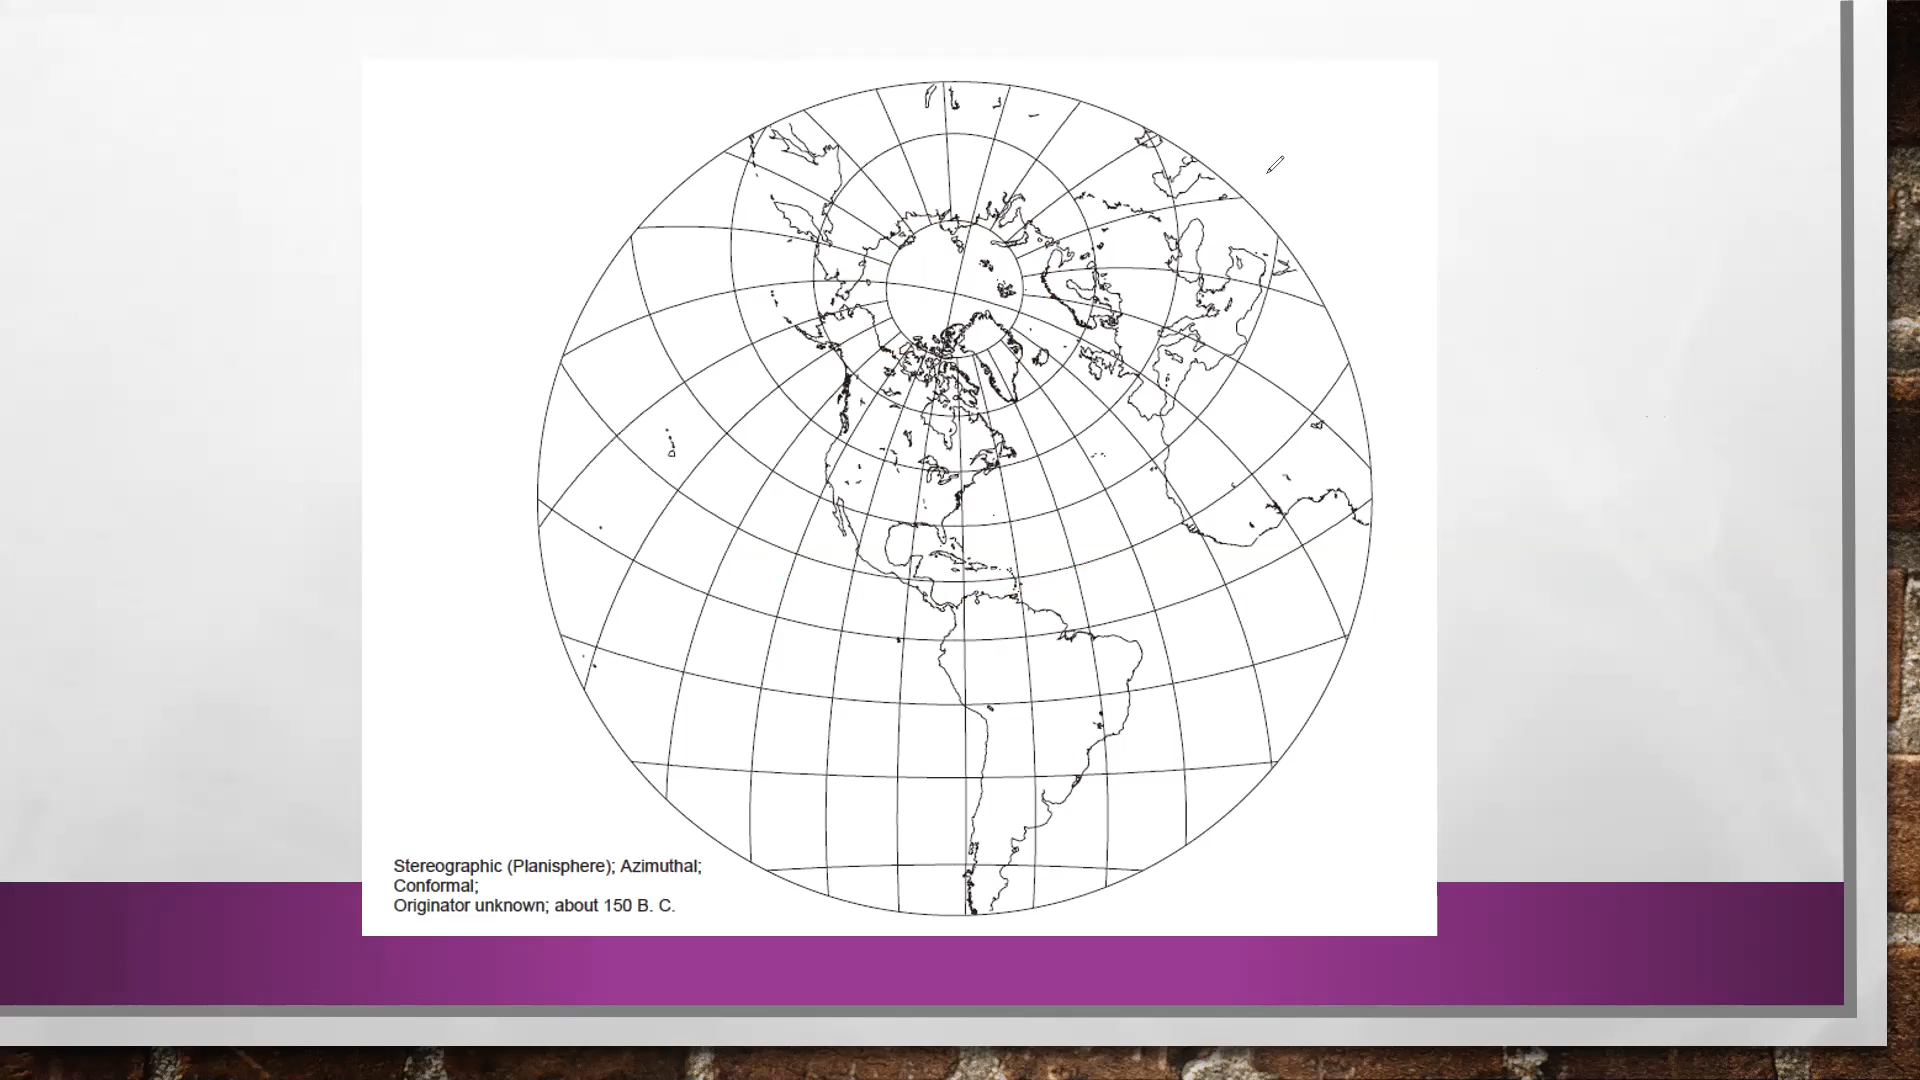 Stereographic (Planisphere); Azimuthal;
Conformal;
Originator unknown; about 150 B. C.